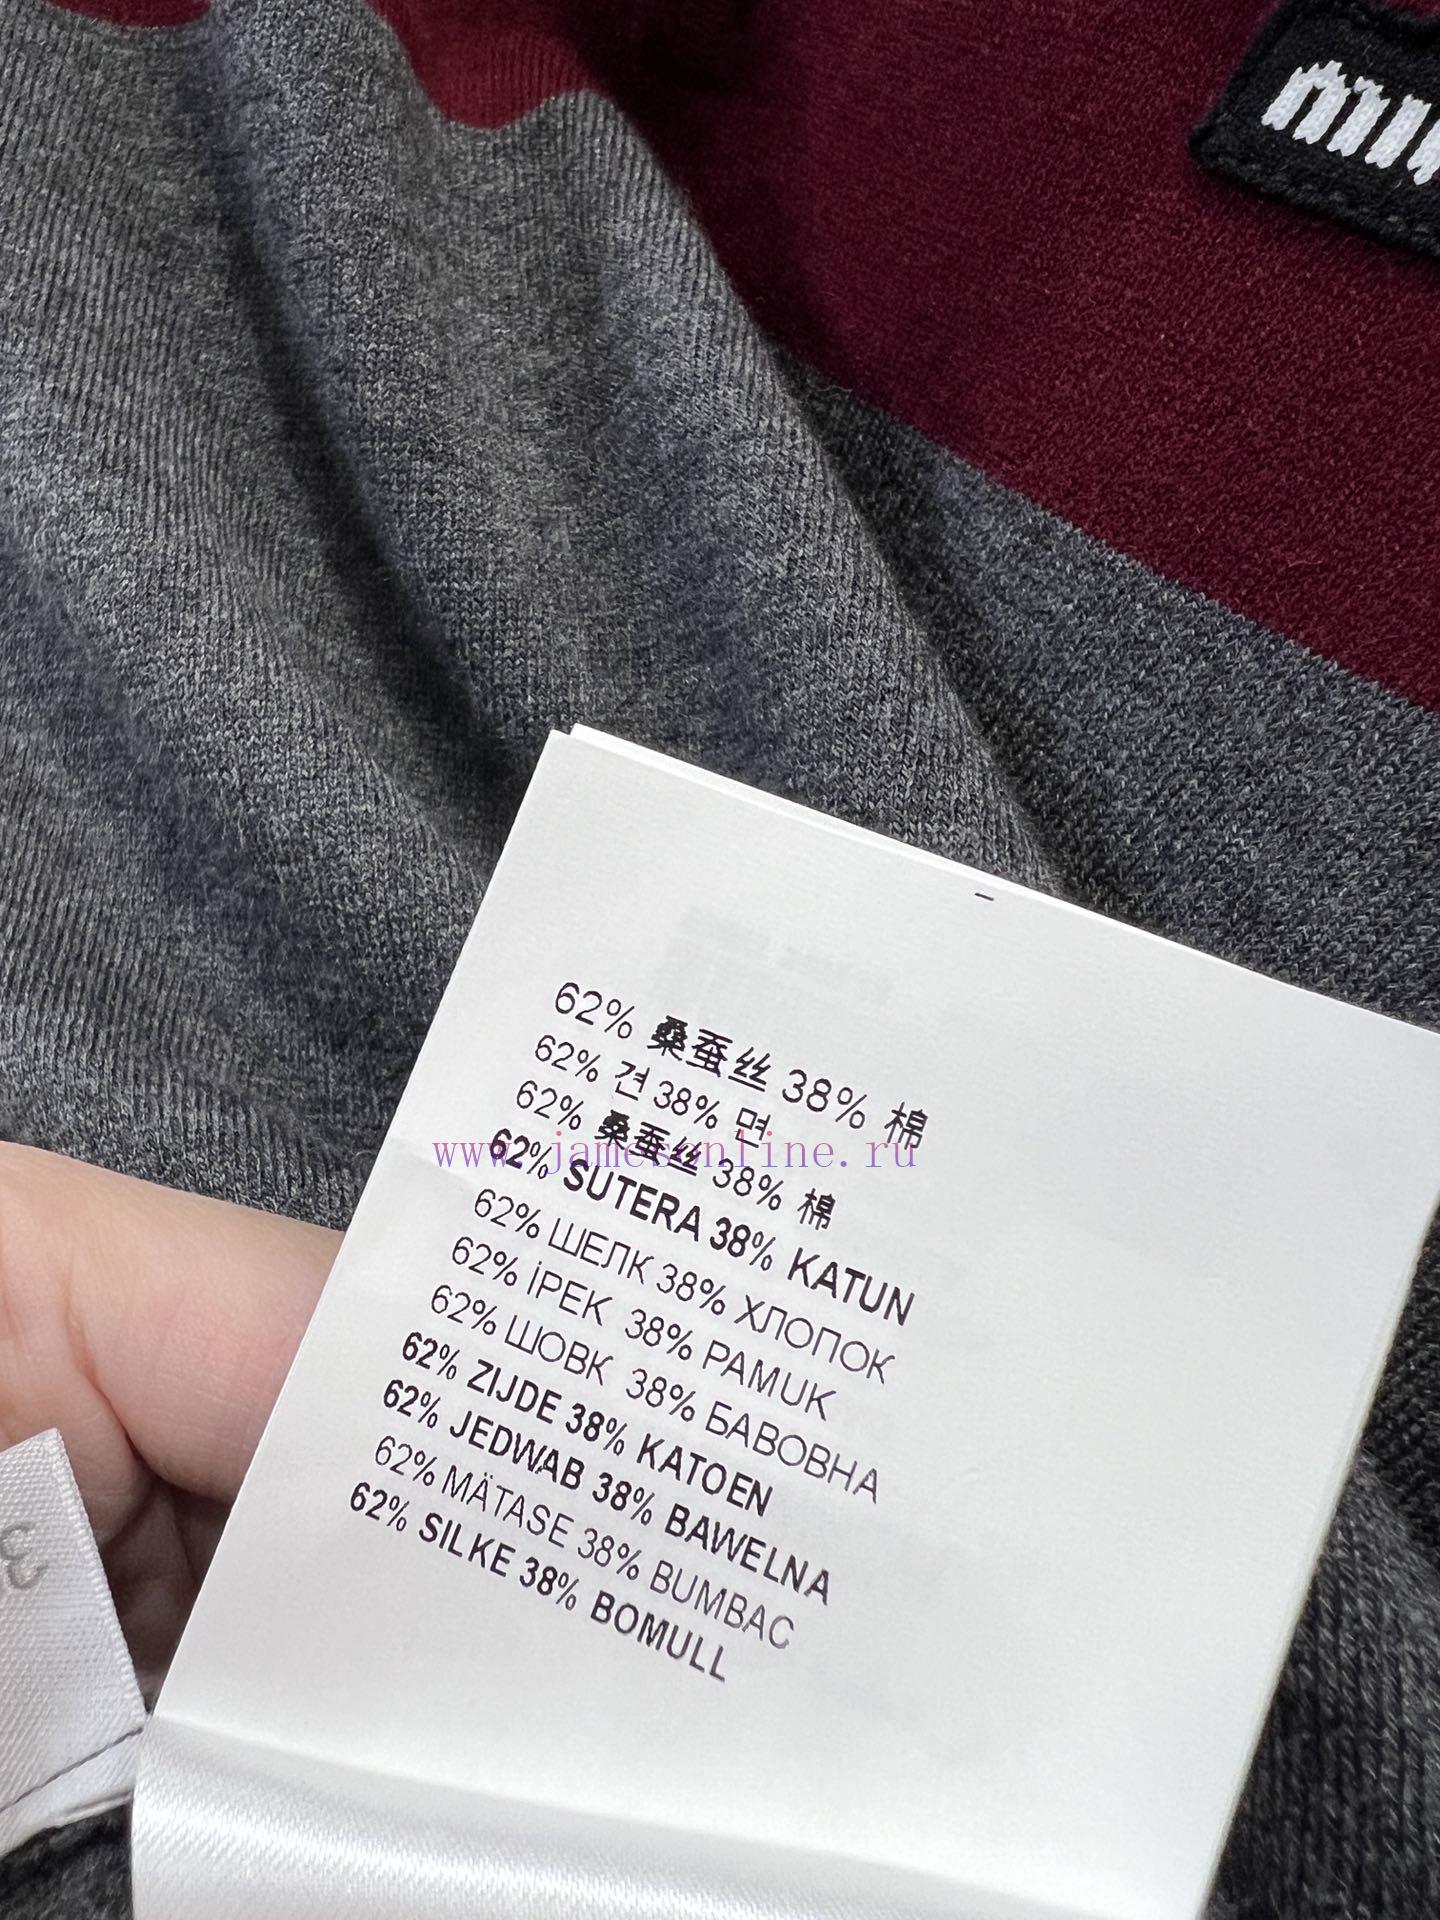 62% 桑蚕丝 38% 棉
62% 견 38% 면
62% 桑蚕丝 38% 棉
www.jamesonline.ru
62% SUTERA 38% KATUN
62% ШЕЛК 38% ХЛОПОК
62% İPEK 38% PAMUK
62% ШОВК 38% БАВОВНА
62% ZIJDE 38% KATOEN
62% JEDWAB 38% BAWELNA
62% MÄTASE 38% BUMBAC
62% SILKE 38% BOMULL